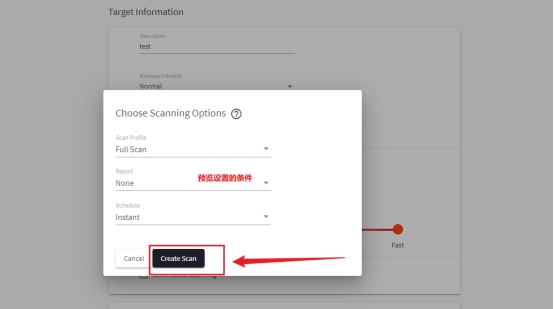 Target Information
Description
test
Business Criticality
Normal
Choose Scanning Options
Scan Profile
Full Scan
Report
None
预览设置的条件
Schedule
Instant
Fast
Cancel
Create Scan